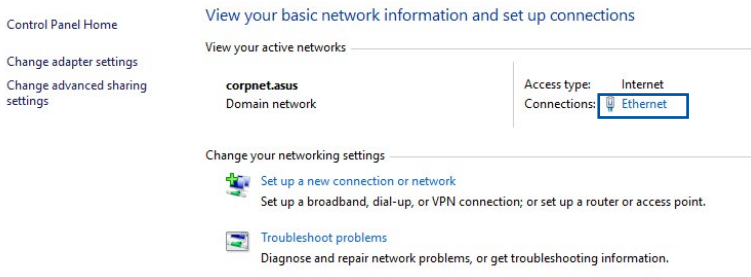 Control Panel Home
Change adapter settings
Change advanced sharing
settings
View your basic network information and set up connections
View your active networks
corpnet.asus
Domain network
Access type: Internet
Connections: Ethernet
Change your networking settings
Set up a new connection or network
Set up a broadband, dial-up, or VPN connection; or set up a router or access point.
Troubleshoot problems
Diagnose and repair network problems, or get troubleshooting information.